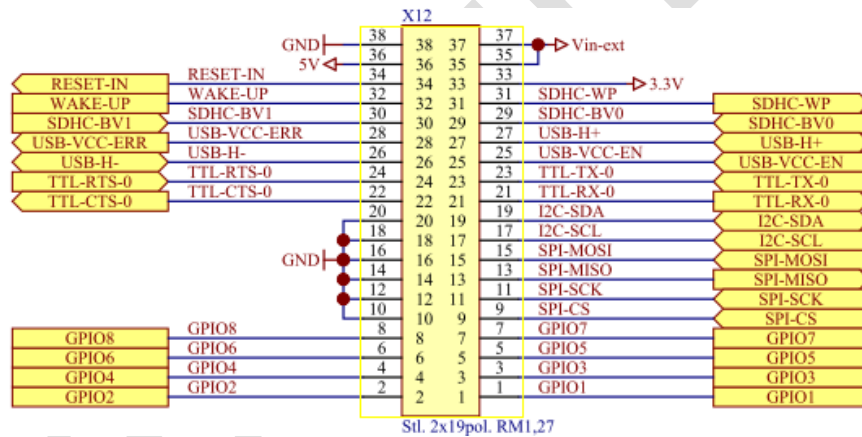 X12
GND 38 38 37 37 Vin-ext
5V 36 36 35 35
RESET-IN RESET-IN 34 34 33 33 3.3V
WAKE-UP WAKE-UP 32 32 31 31 SDHC-WP SDHC-WP
SDHC-BV1 SDHC-BV1 30 30 29 29 SDHC-BV0 SDHC-BV0
USB-VCC-ERR USB-VCC-ERR 28 28 27 27 USB-H+ USB-H+
USB-H- USB-H- 26 26 25 25 USB-VCC-EN USB-VCC-EN
TTL-RTS-0 TTL-RTS-0 24 24 23 23 TTL-TX-0 TTL-TX-0
TTL-CTS-0 TTL-CTS-0 22 22 21 21 TTL-RX-0 TTL-RX-0
20 20 19 19 I2C-SDA I2C-SDA
18 18 17 17 I2C-SCL I2C-SCL
GND 16 16 15 15 SPI-MOSI SPI-MOSI
14 14 13 13 SPI-MISO SPI-MISO
12 12 11 11 SPI-SCK SPI-SCK
10 10 9 9 SPI-CS SPI-CS
GPIO8 GPIO8 8 8 7 7 GPIO7 GPIO7
GPIO6 GPIO6 6 6 5 5 GPIO5 GPIO5
GPIO4 GPIO4 4 4 3 3 GPIO3 GPIO3
GPIO2 GPIO2 2 2 1 1 GPIO1 GPIO1
Stl. 2x19pol. RM1,27